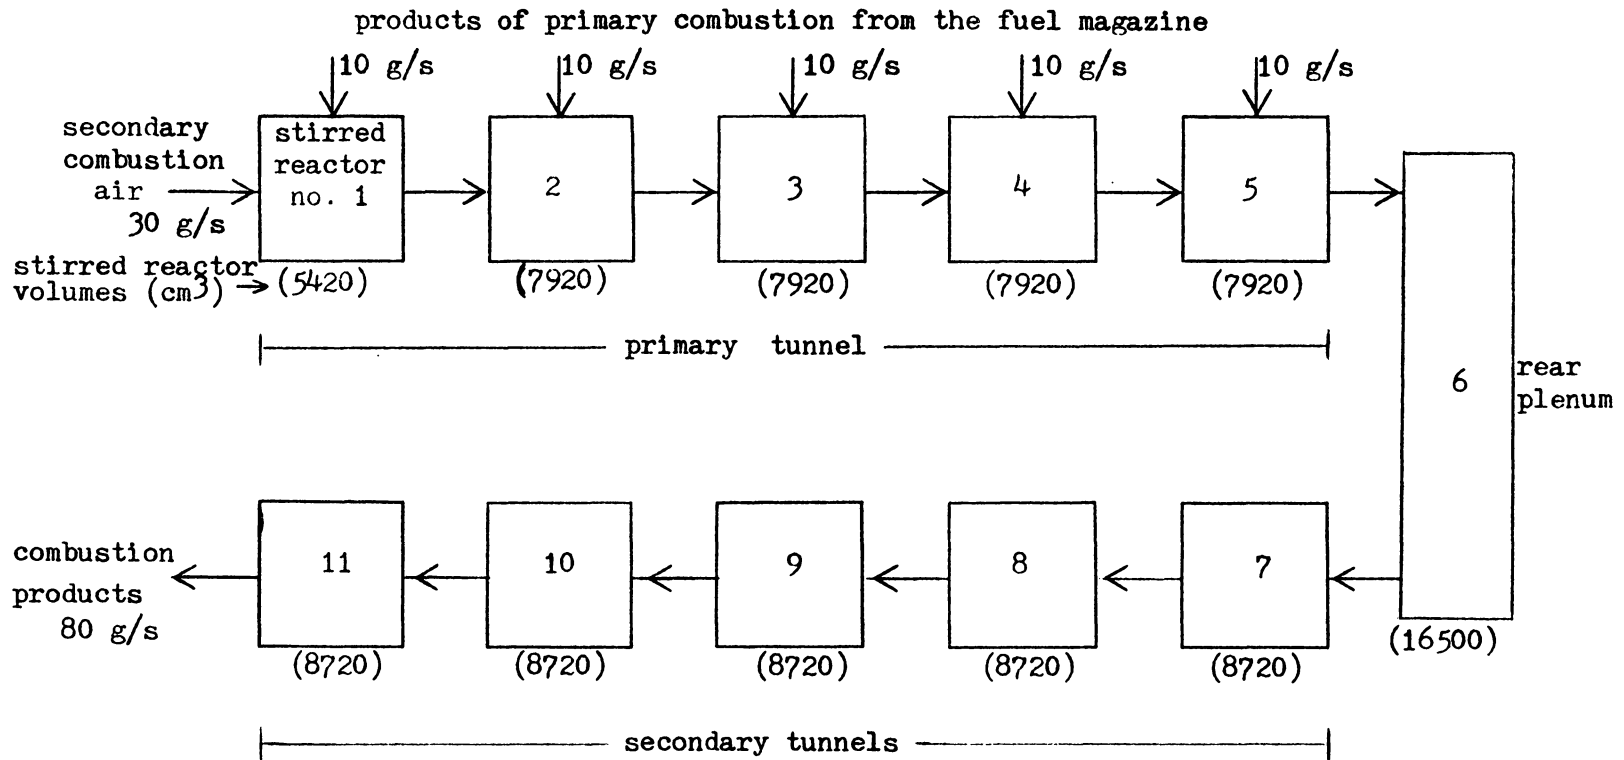 products of primary combustion from the fuel magazine
10 g/s
10 g/s
10 g/s
10 g/s
10 g/s
secondary
combustion
air
30 g/s
stirred
reactor
no. 1
2
3
4
5
stirred reactor
volumes (cm3)
(5420)
(7920)
(7920)
(7920)
(7920)
primary tunnel
6
rear
plenum
combustion
products
80 g/s
11
10
9
8
7
(8720)
(8720)
(8720)
(8720)
(8720)
(16500)
secondary tunnels